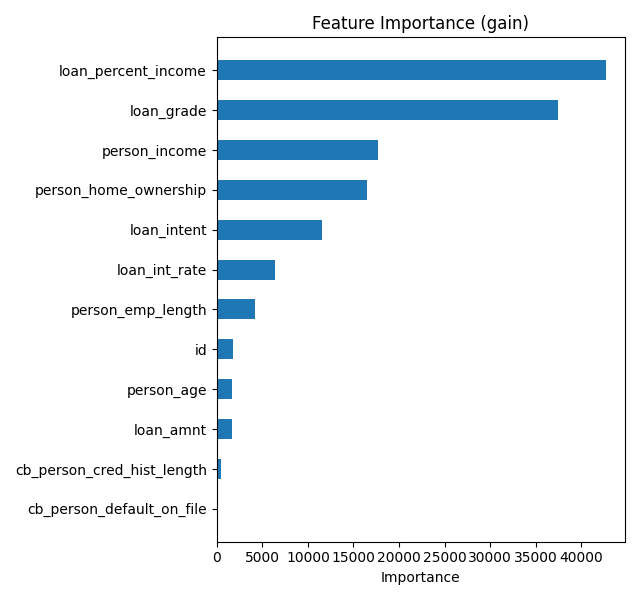 Feature Importance (gain)
loan_percent_income
loan_grade
person_income
person_home_ownership
loan_intent
loan_int_rate
person_emp_length
id
person_age
loan_amnt
cb_person_cred_hist_length
cb_person_default_on_file
0 5000 10000 15000 20000 25000 30000 35000 40000
Importance